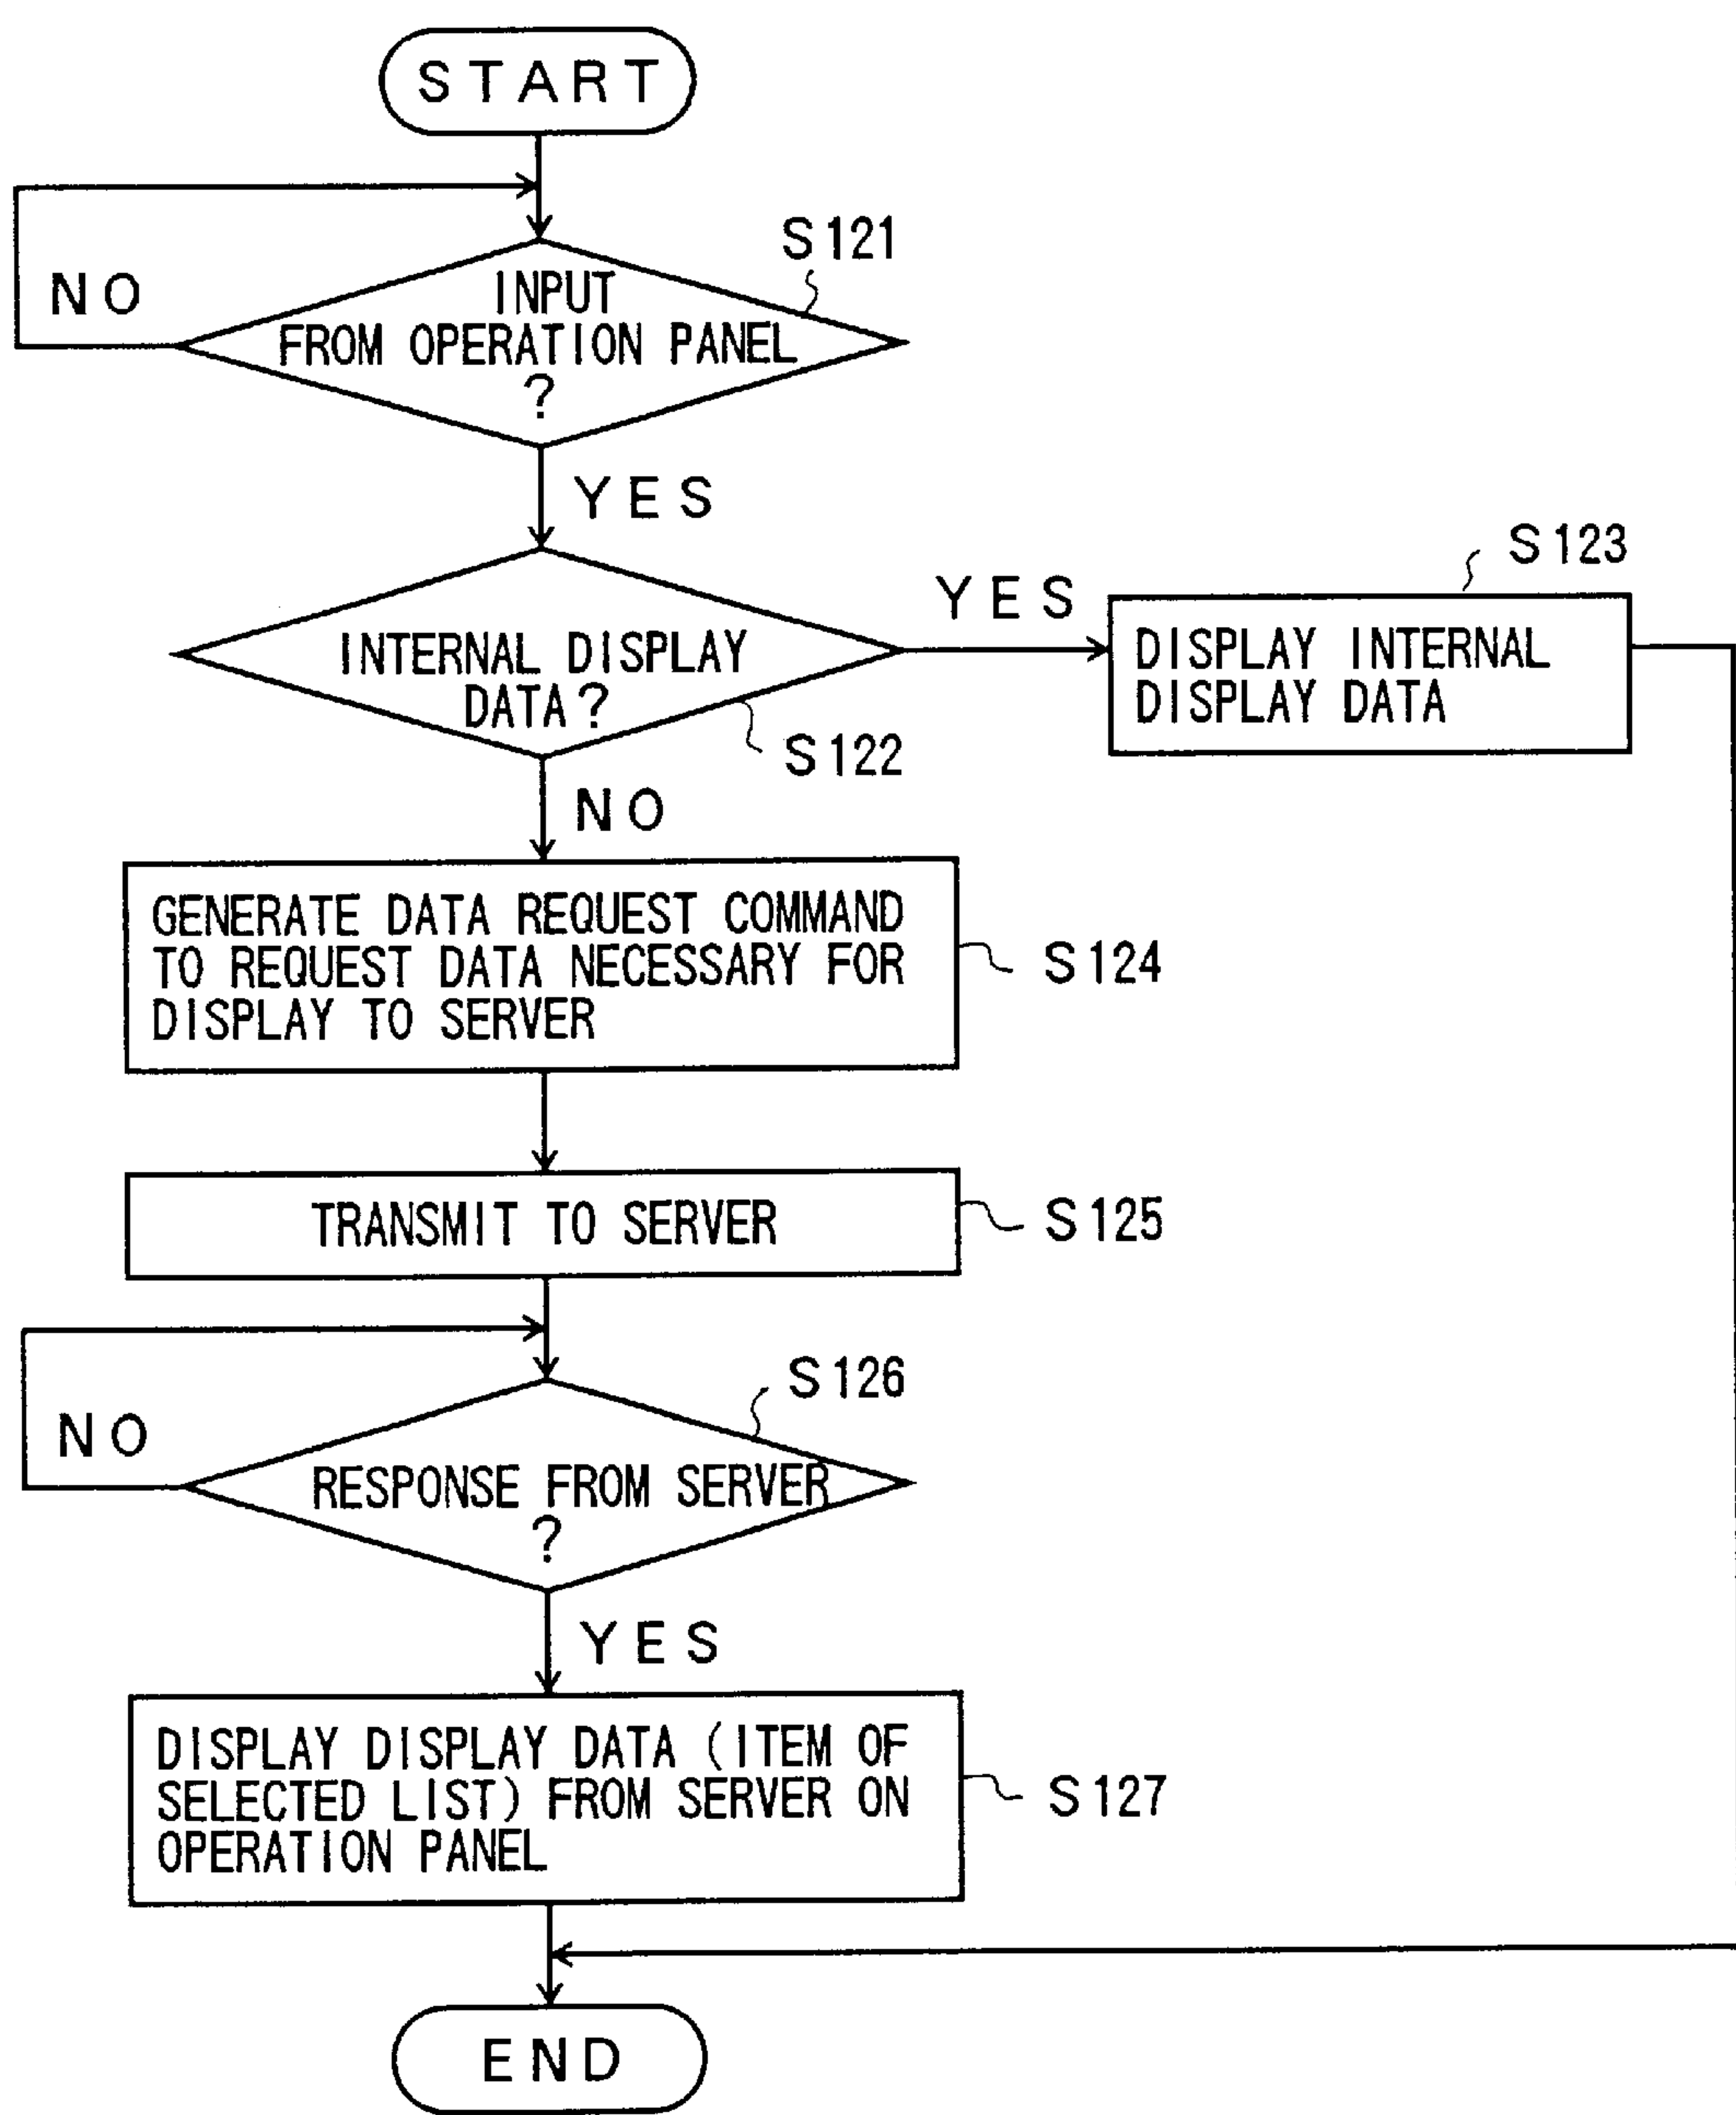 START
S121
NO
INPUT
FROM OPERATION PANEL
?
YES
S123
YES
INTERNAL DISPLAY
DATA?
DISPLAY INTERNAL
DISPLAY DATA
S122
NO
GENERATE DATA REQUEST COMMAND
TO REQUEST DATA NECESSARY FOR
DISPLAY TO SERVER
S124
TRANSMIT TO SERVER
S125
S126
NO
RESPONSE FROM SERVER
?
YES
DISPLAY DISPLAY DATA (ITEM OF
SELECTED LIST) FROM SERVER ON
OPERATION PANEL
S127
END